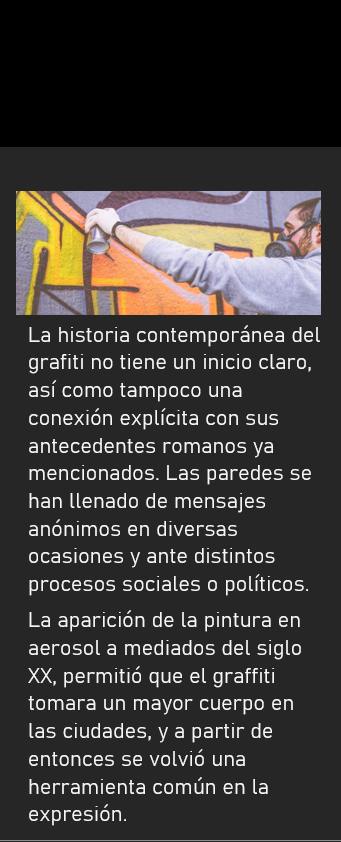 La historia contemporánea del
grafiti no tiene un inicio claro,
así como tampoco una
conexión explícita con sus
antecedentes romanos ya
mencionados. Las paredes se
han llenado de mensajes
anónimos en diversas
ocasiones y ante distintos
procesos sociales o políticos.
La aparición de la pintura en
aerosol a mediados del siglo
XX, permitió que el graffiti
tomara un mayor cuerpo en
las ciudades, y a partir de
entonces se volvió una
herramienta común en la
expresión.